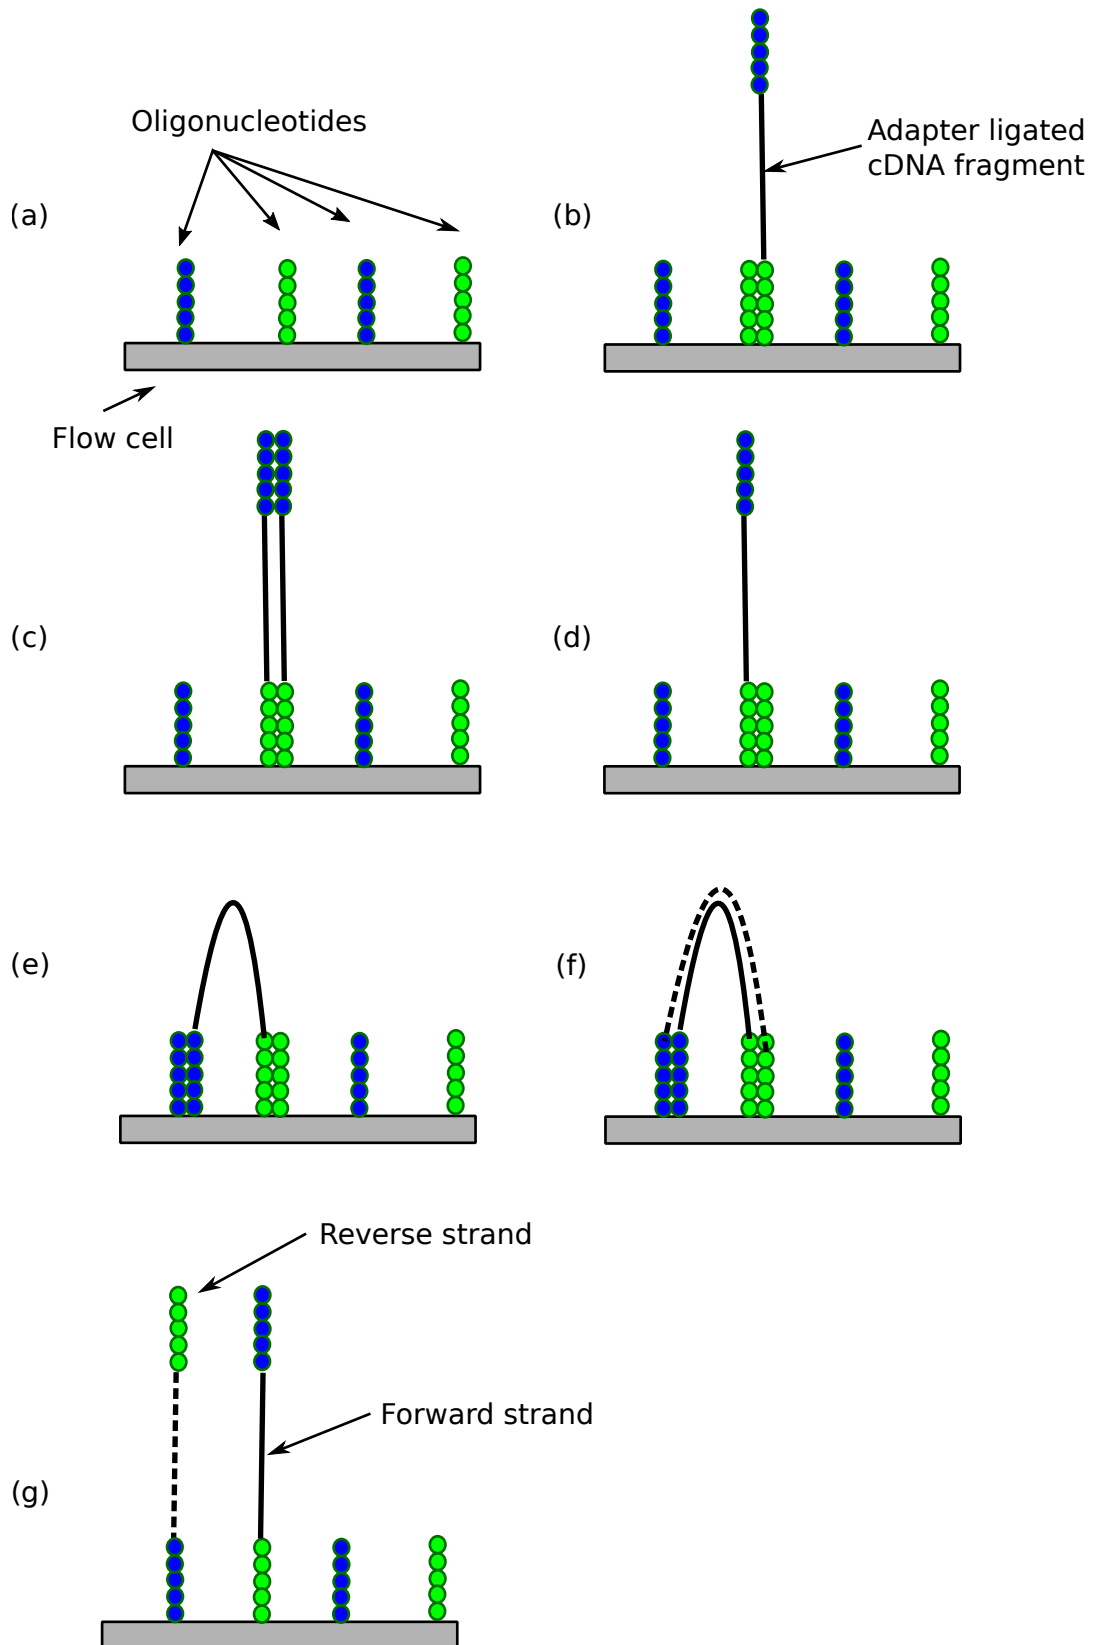 Oligonucleotides
(a)
Flow cell
(b)
Adapter ligated
cDNA fragment
(c)
(d)
(e)
(f)
Reverse strand
Forward strand
(g)